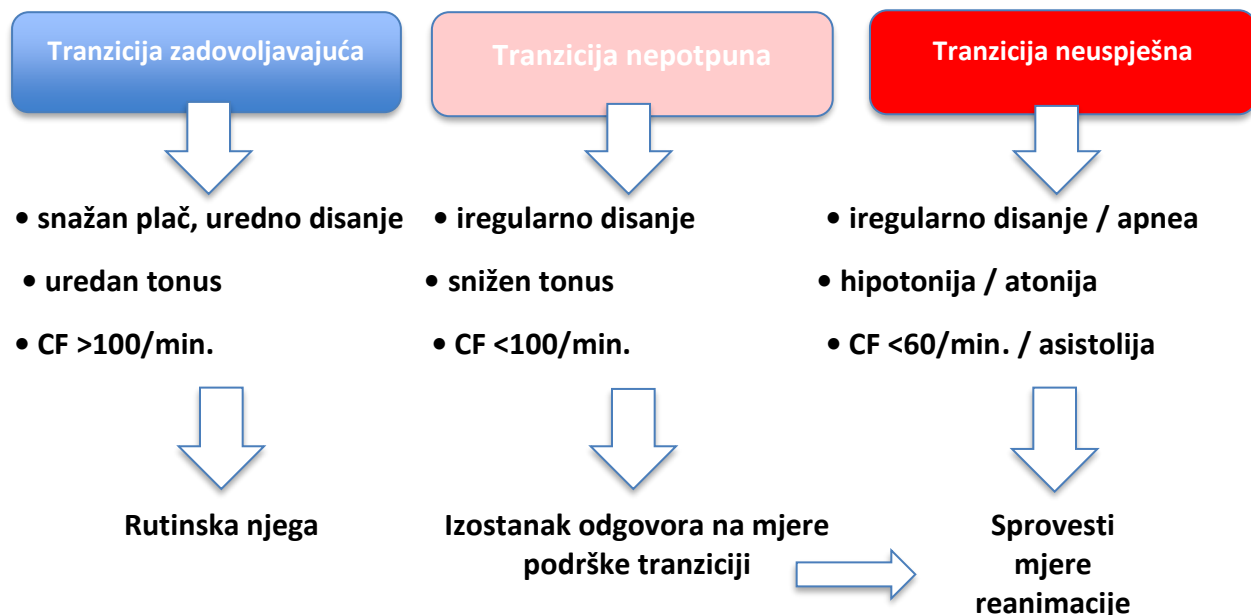 Tranzicija zadovoljavajuća
Tranzicija nepotpuna
Tranzicija neuspješna
• snažan plač, uredno disanje
• uredan tonus
• CF >100/min.
• iregularno disanje
• snižen tonus
• CF <100/min.
• iregularno disanje / apnea
• hipotonija / atonija
• CF <60/min. / asistolija
Rutinska njega
Izostanak odgovora na mjere
podrške tranziciji
Sprovesti
mjere
reanimacije